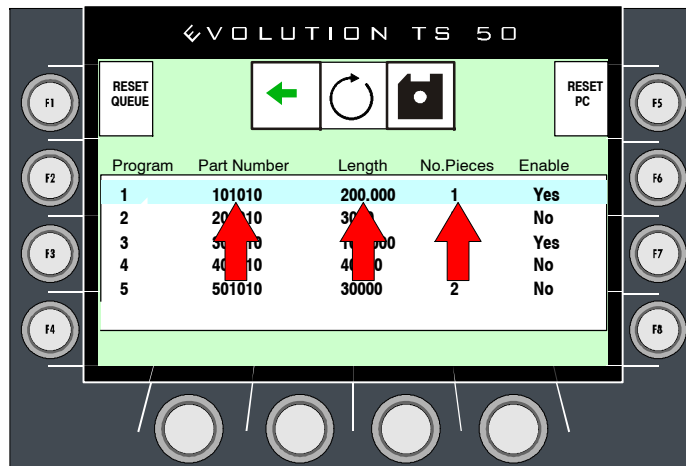 EVOLUTION TS 50
RESET QUEUE
RESET PC
F1
F5
Program Part Number Length No.Pieces Enable
F2
F6
1 101010 200.000 1 Yes
2 No
3 Yes
F3
F7
4 No
5 501010 30000 2 No
F4
F8